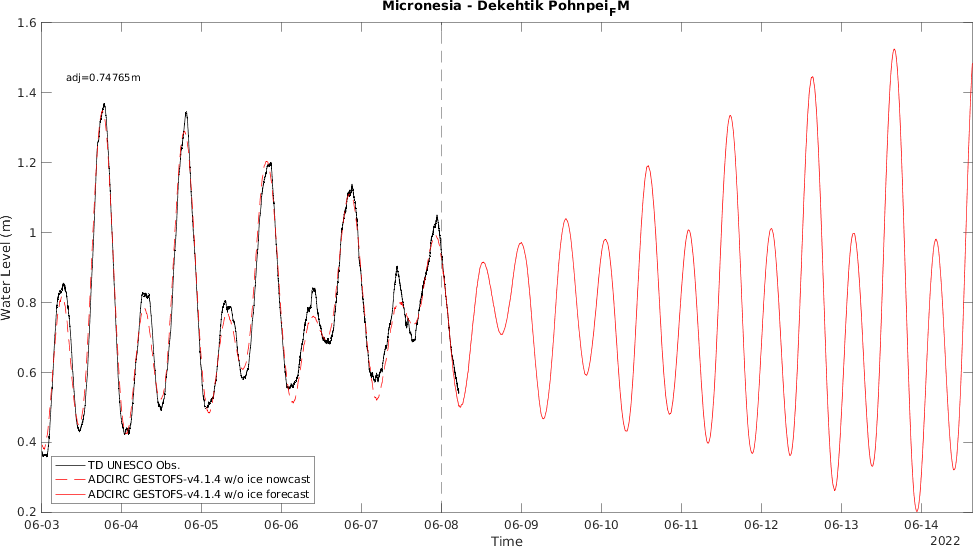 Micronesia - Dekehtik Pohnpei_FM
adj=0.74765m
Water Level (m)
1.6
1.4
1.2
1
0.8
0.6
0.4
0.2
TD UNESCO Obs.
ADCIRC GESTOFS-v4.1.4 w/o ice nowcast
ADCIRC GESTOFS-v4.1.4 w/o ice forecast
06-03 06-04 06-05 06-06 06-07 06-08 06-09 06-10 06-11 06-12 06-13 06-14
Time
2022